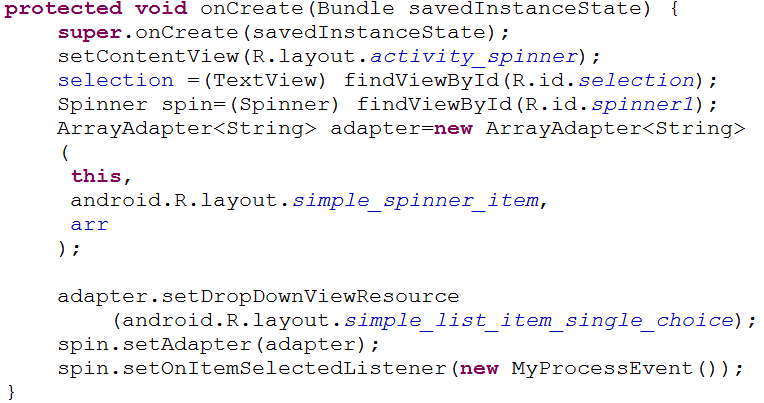 protected void onCreate(Bundle savedInstanceState) {
super.onCreate(savedInstanceState);
setContentView(R.layout.activity_spinner);
selection =(TextView) findViewById(R.id.selection);
Spinner spin=(Spinner) findViewById(R.id.spinner1);
ArrayAdapter<String> adapter=new ArrayAdapter<String>
(
this,
android.R.layout.simple_spinner_item,
arr
);
adapter.setDropDownViewResource
(android.R.layout.simple_list_item_single_choice);
spin.setAdapter(adapter);
spin.setOnItemSelectedListener(new MyProcessEvent());
}